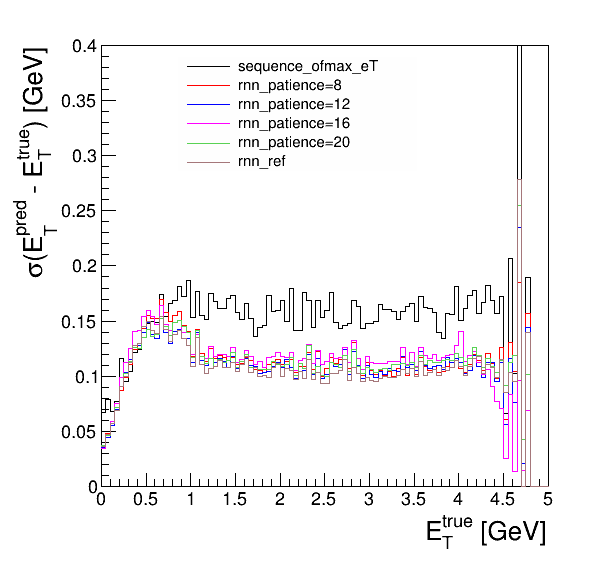 σ(E_T^pred - E_T^true) [GeV]
0.4
0.35
0.3
0.25
0.2
0.15
0.1
0.05
0
sequence_ofmax_eT
rnn_patience=8
rnn_patience=12
rnn_patience=16
rnn_patience=20
rnn_ref
0 0.5 1 1.5 2 2.5 3 3.5 4 4.5 5
E_T^true [GeV]